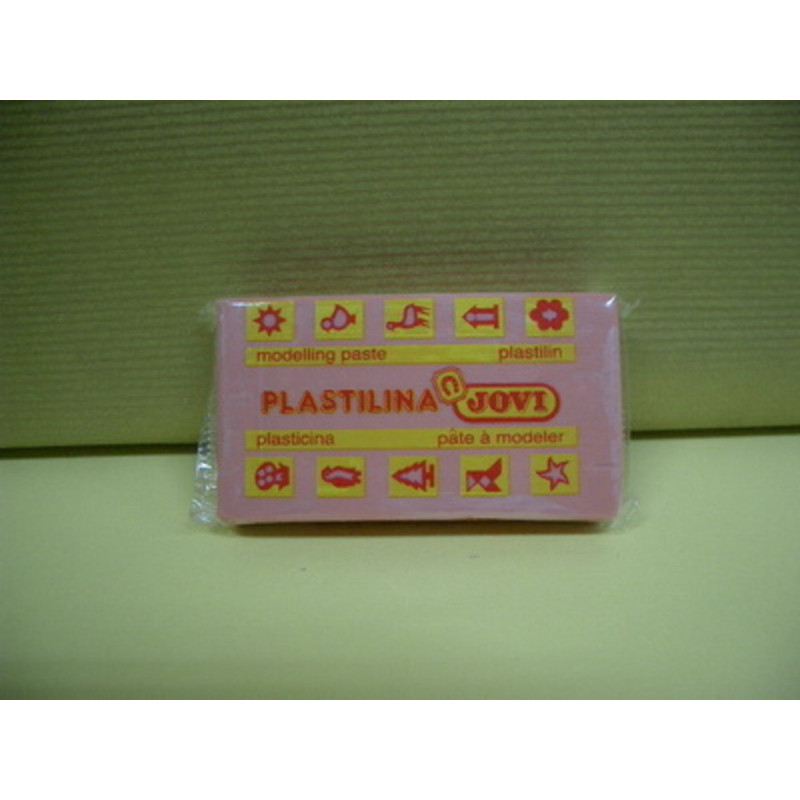 modelling paste plastilin
PLASTILINA C JOVI
plasticina pâte à modeler